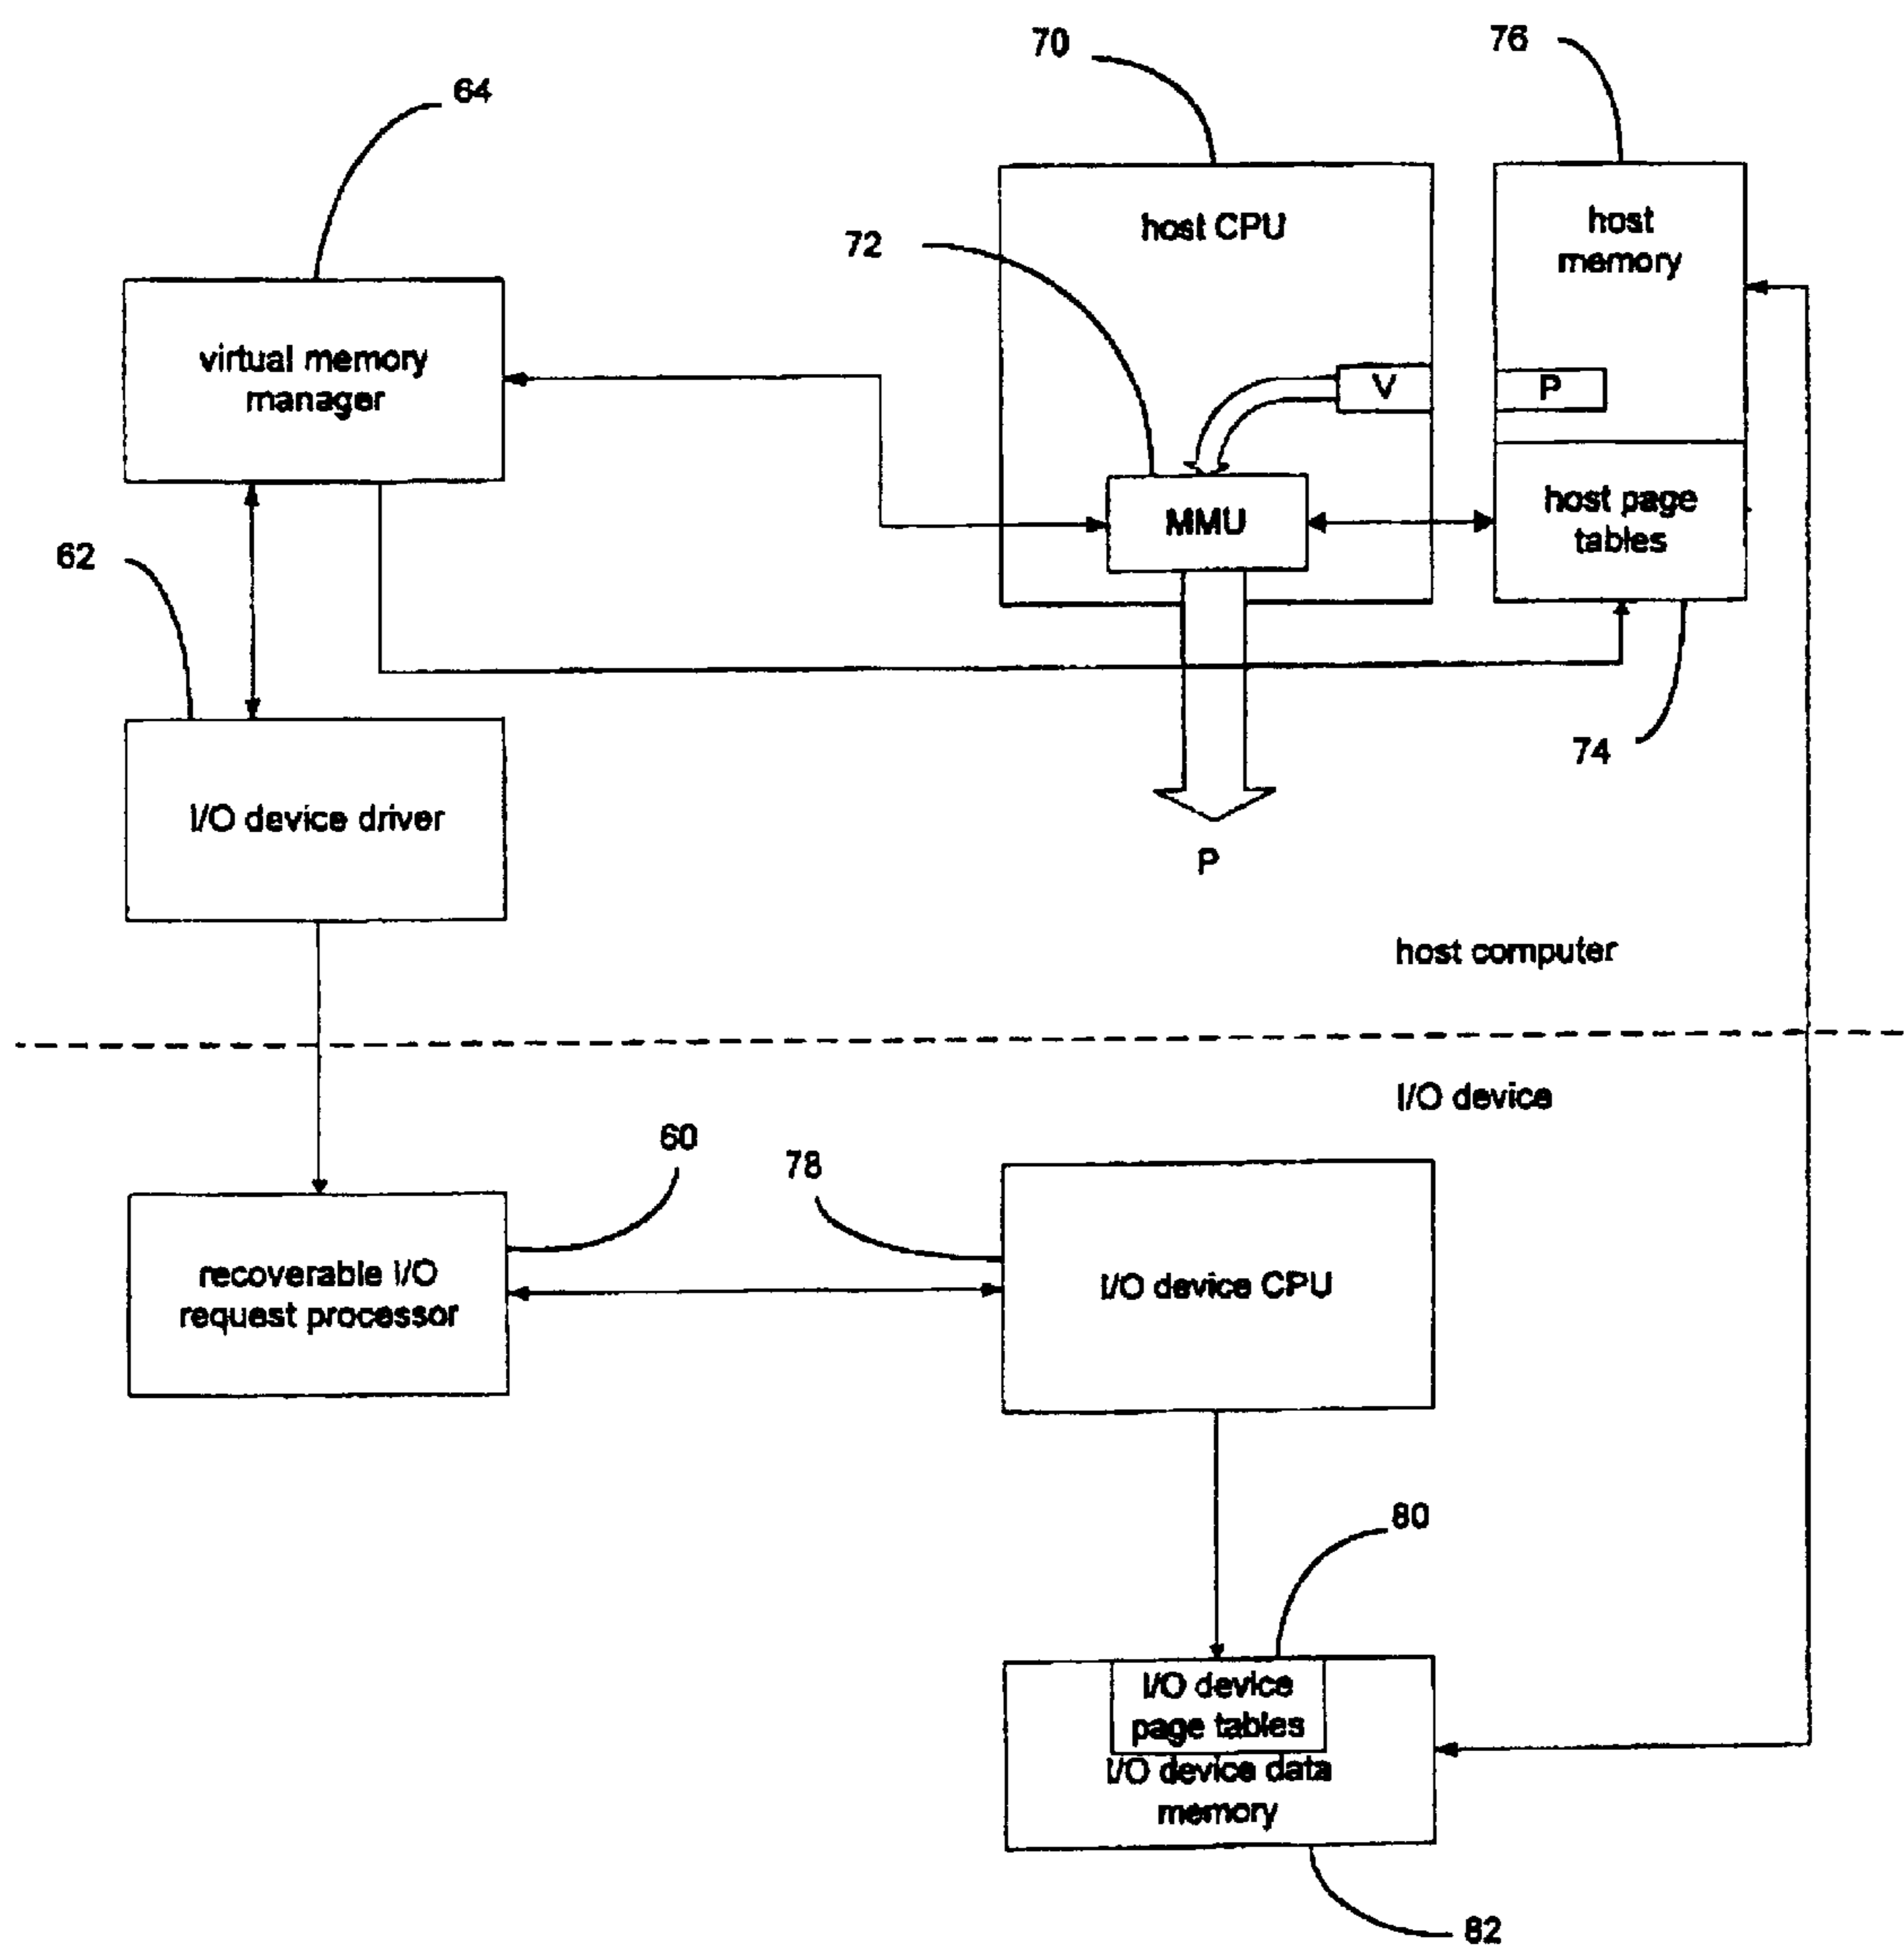 70
76
64
host CPU
host
memory
72
virtual memory
manager
V
P
MMU
host page
tables
62
74
I/O device driver
P
host computer
I/O device
60
78
recoverable I/O
request processor
I/O device CPU
80
I/O device
page tables
I/O device data
memory
82